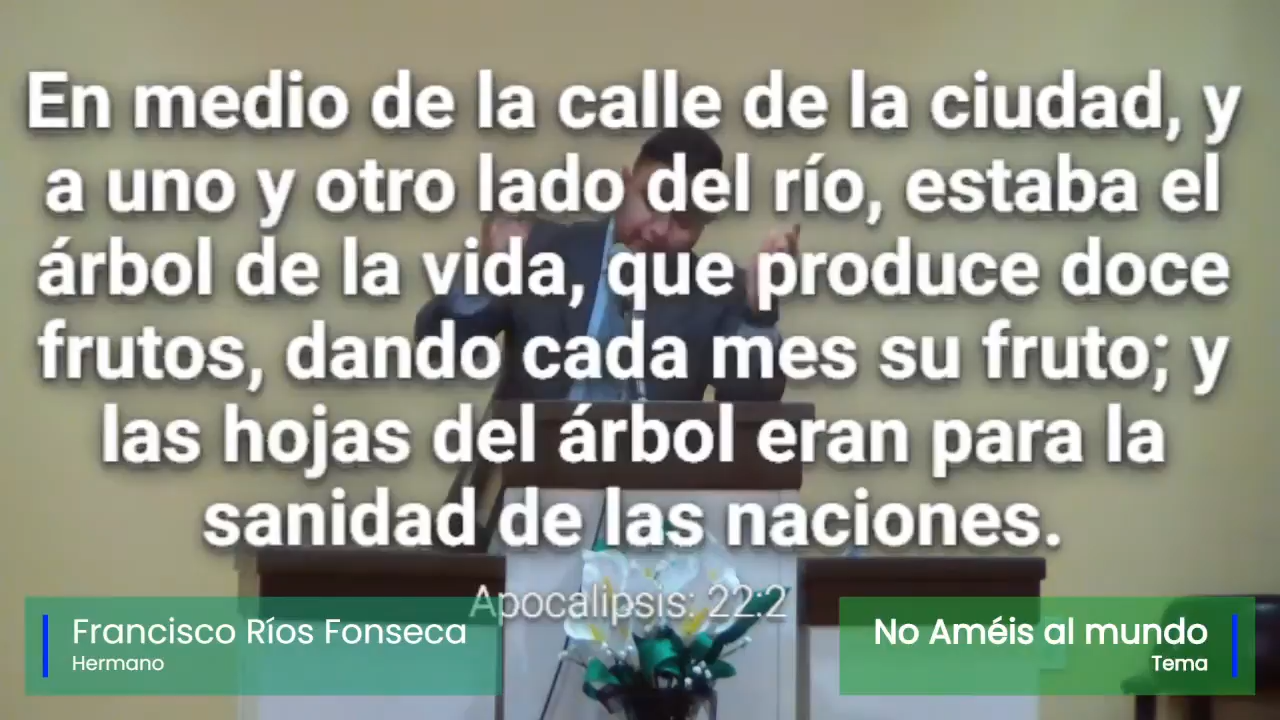 En medio de la calle de la ciudad, y
a uno y otro lado del río, estaba el
árbol de la vida, que produce doce
frutos, dando cada mes su fruto; y
las hojas del árbol eran para la
sanidad de las naciones.
Apocalipsis: 22:2
Francisco Ríos Fonseca
Hermano
No Améis al mundo
Tema